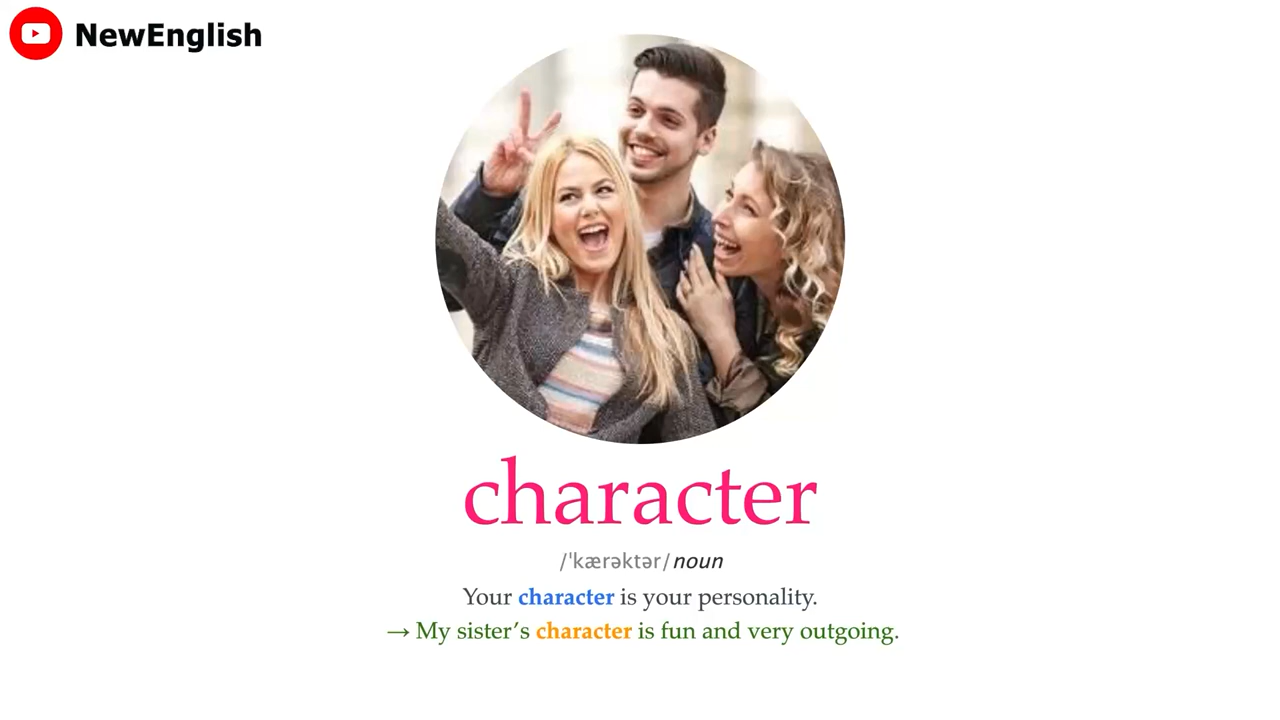 NewEnglish
character
/ˈkærəktər/ noun
Your character is your personality.
→ My sister’s character is fun and very outgoing.